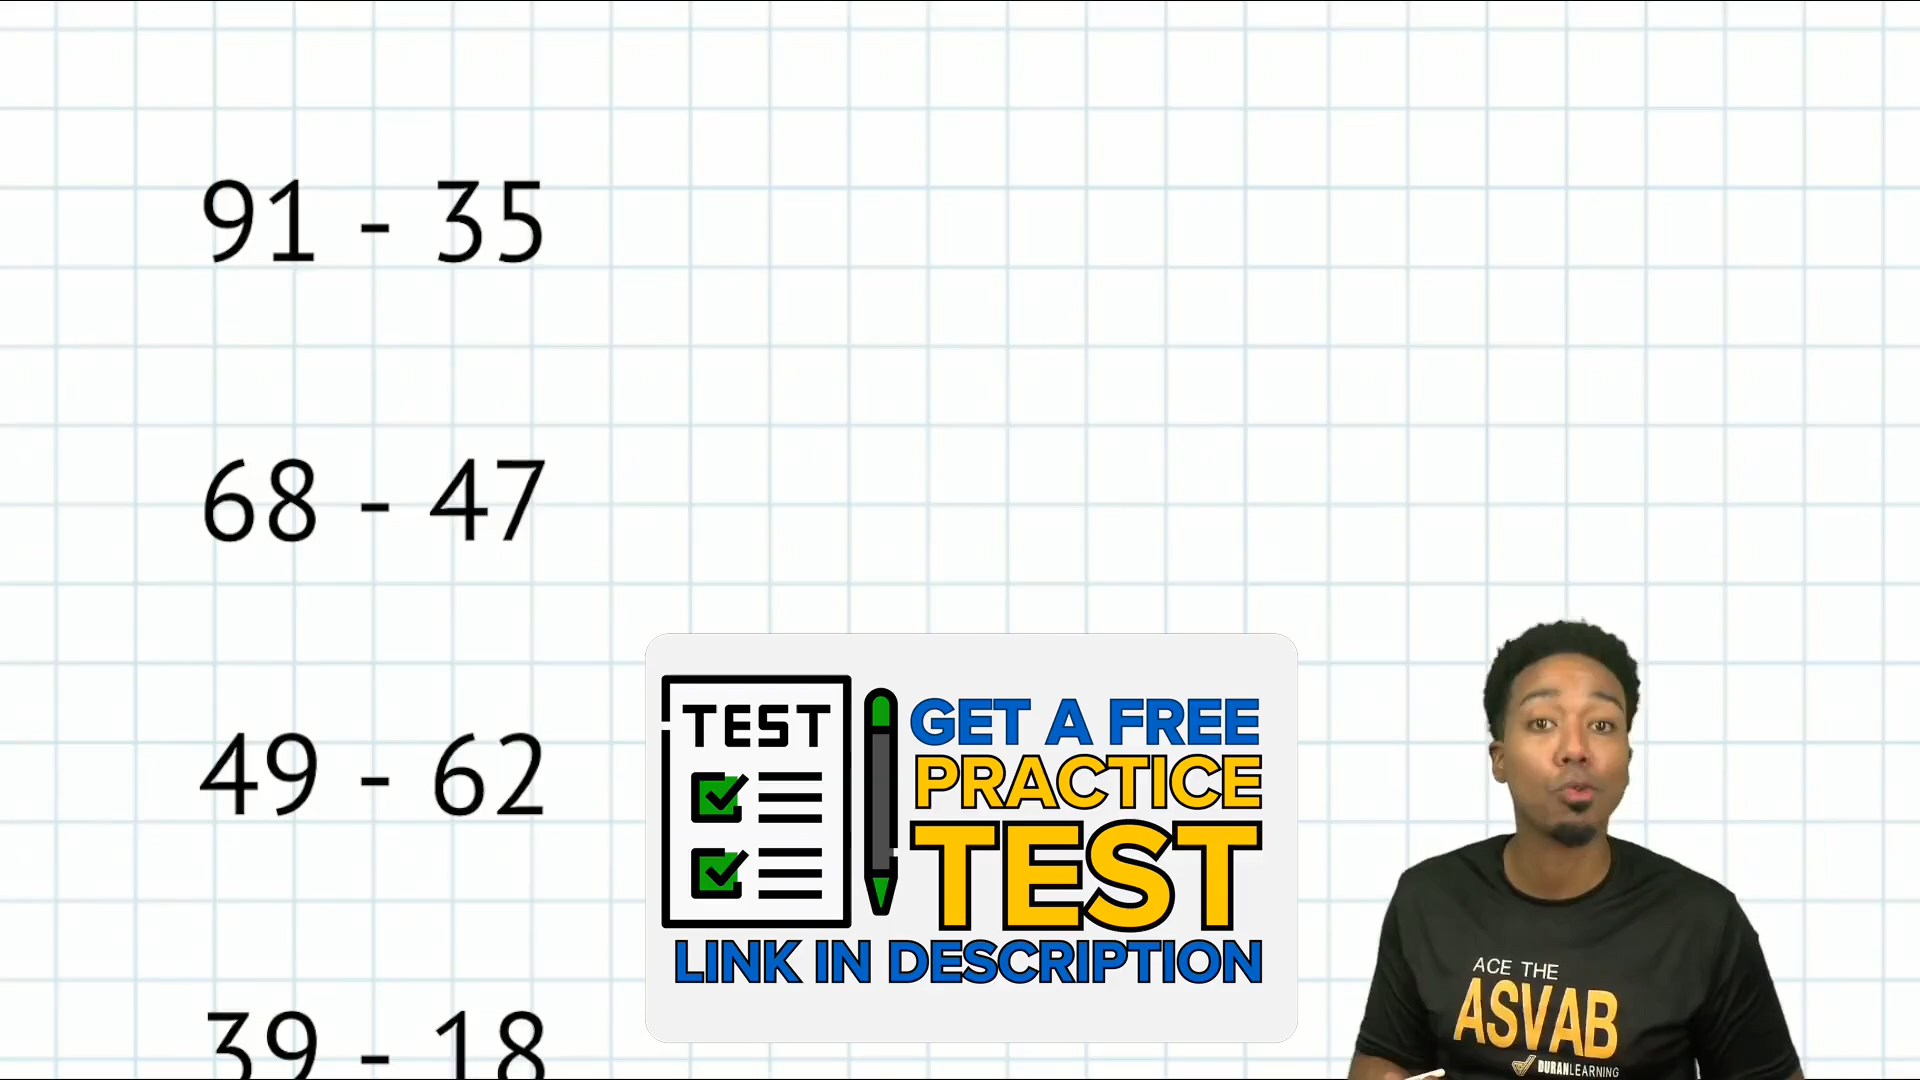 91 - 35
68 - 47
49 - 62
39 - 18
TEST
GET A FREE
PRACTICE
TEST
LINK IN DESCRIPTION
ACE THE
ASVAB
DURANLEARNING